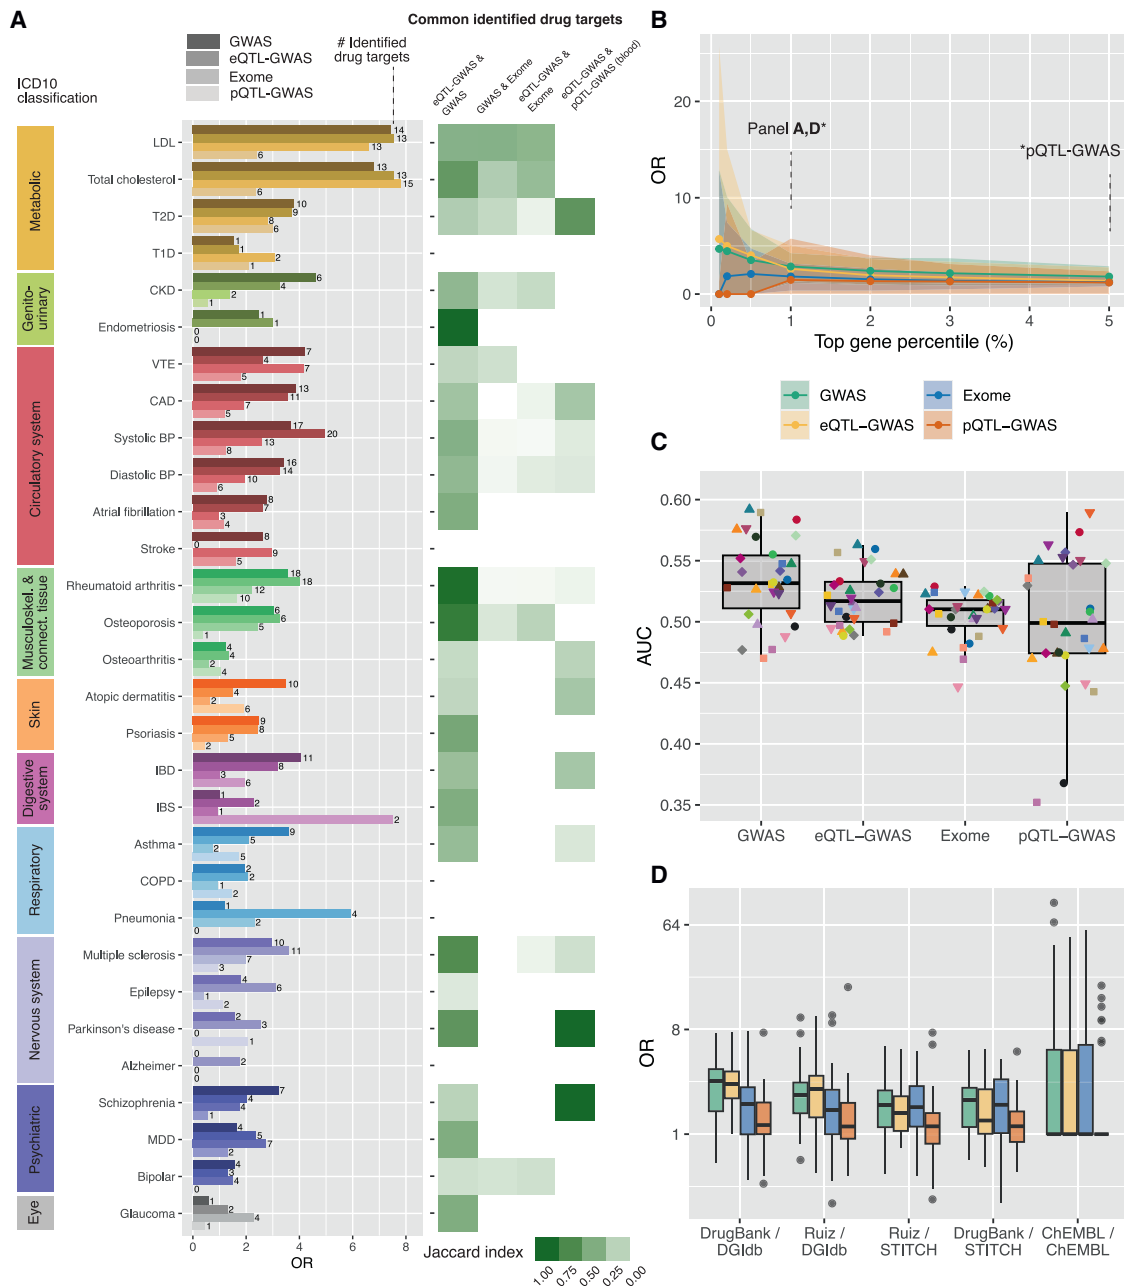 A
Common identified drug targets
GWAS
eQTL-GWAS
Exome
pQTL-GWAS
# Identified
drug targets
ICD10
classification
eQTL-GWAS &
GWAS
GWAS & Exome
eQTL-GWAS &
Exome
eQTL-GWAS &
pQTL-GWAS (blood)
Metabolic
LDL
14
13
13
6
Total cholesterol
13
13
15
6
T2D
10
9
8
6
T1D
1
1
2
1
Genito-
urinary
CKD
6
4
2
1
Endometriosis
1
1
0
0
Circulatory system
VTE
7
4
7
5
CAD
13
11
7
5
Systolic BP
17
20
13
8
Diastolic BP
16
14
10
6
Atrial fibrillation
8
7
3
4
Stroke
8
0
9
5
Musculoskel. &
connect. tissue
Rheumatoid arthritis
18
18
12
10
Osteoporosis
6
6
5
1
Osteoarthritis
4
4
2
4
Skin
Atopic dermatitis
10
4
2
6
Psoriasis
9
8
5
2
Digestive
system
IBD
11
8
3
6
IBS
1
2
1
2
Respiratory
Asthma
9
5
2
5
COPD
2
2
1
2
Pneumonia
1
4
2
0
Nervous system
Multiple sclerosis
10
11
7
3
Epilepsy
4
6
1
2
Parkinson's disease
2
3
0
1
Alzheimer
0
2
0
0
Psychiatric
Schizophrenia
7
4
4
1
MDD
4
5
7
2
Bipolar
4
3
4
0
Eye
Glaucoma
1
2
4
1
0 2 4 6 8
OR
Jaccard index
1.00 0.75 0.50 0.25 0.00
B
OR
20
10
0
Panel A,D*
*pQTL-GWAS
0 1 2 3 4 5
Top gene percentile (%)
GWAS
Exome
eQTL–GWAS
pQTL–GWAS
C
AUC
0.60
0.55
0.50
0.45
0.40
0.35
GWAS eQTL–GWAS Exome pQTL–GWAS
D
OR
64
8
1
DrugBank /
DGIdb
Ruiz /
DGIdb
Ruiz /
STITCH
DrugBank /
STITCH
ChEMBL /
ChEMBL